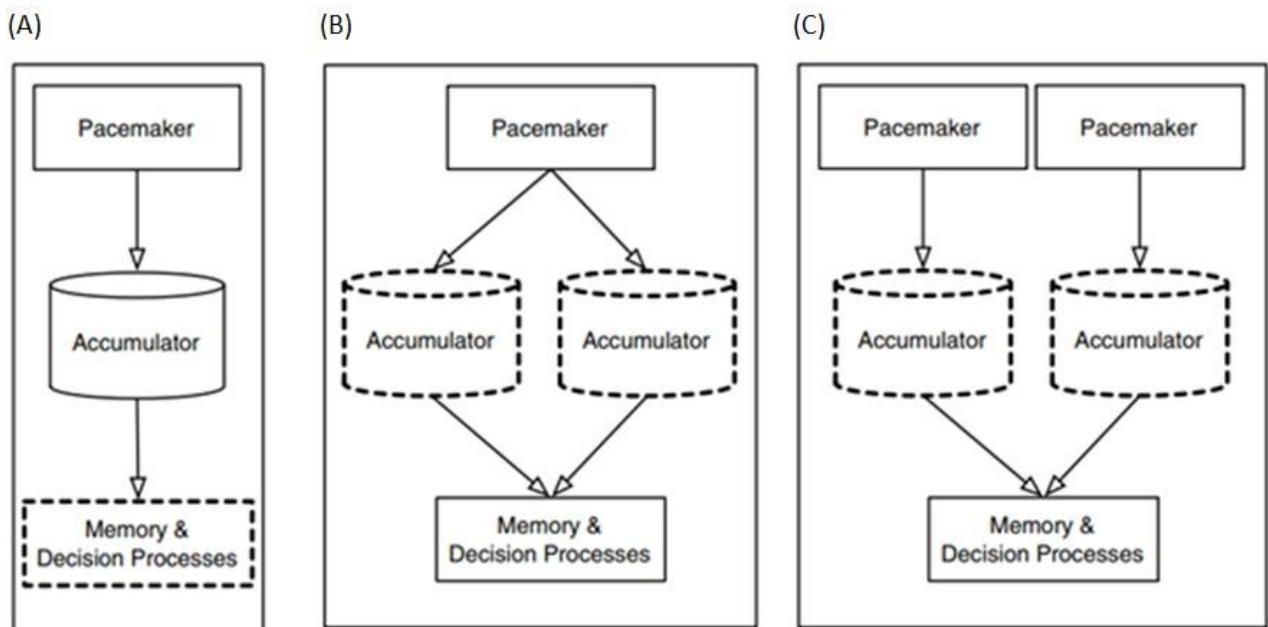 (A)
Pacemaker
Accumulator
Memory &
Decision Processes
(B)
Pacemaker
Accumulator
Accumulator
Memory &
Decision Processes
(C)
Pacemaker
Pacemaker
Accumulator
Accumulator
Memory &
Decision Processes